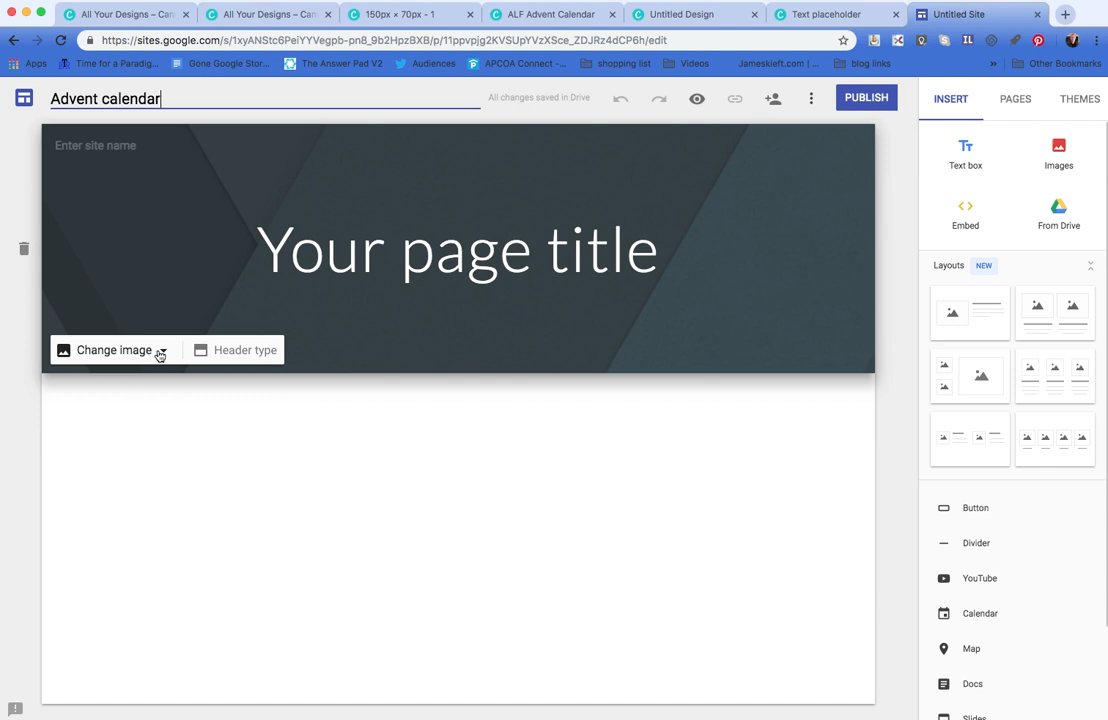 All Your Designs – Can
All Your Designs – Can
150px × 70px - 1
ALF Advent Calendar
Untitled Design
Text placeholder
Untitled Site
https://sites.google.com/s/1xyANStc6PeiYYVegpb-pn8_9b2HpzBXB/p/11ppvpjg2KVSUpYVzXSce_ZDJRz4dCP6h/edit
Apps
Time for a Paradig...
Gone Google Stor...
The Answer Pad V2
Audiences
APCOA Connect -...
shopping list
Videos
Jameskieft.com |...
blog links
»
Other Bookmarks
Advent calendar
All changes saved in Drive
PUBLISH
INSERT
PAGES
THEMES
Enter site name
Your page title
Change image
Header type
Text box
Images
Embed
From Drive
Layouts
NEW
Button
Divider
YouTube
Calendar
Map
Docs
Slides